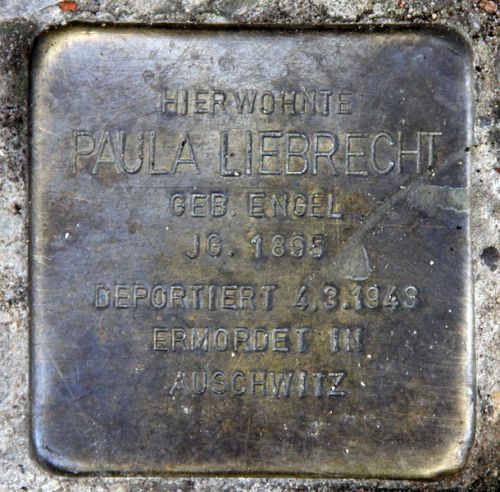 HIER WOHNTE
PAULA LIEBRECHT
GEB. ENGEL
JG. 1895
DEPORTIERT 4.3.1943
ERMORDET IN
AUSCHWITZ